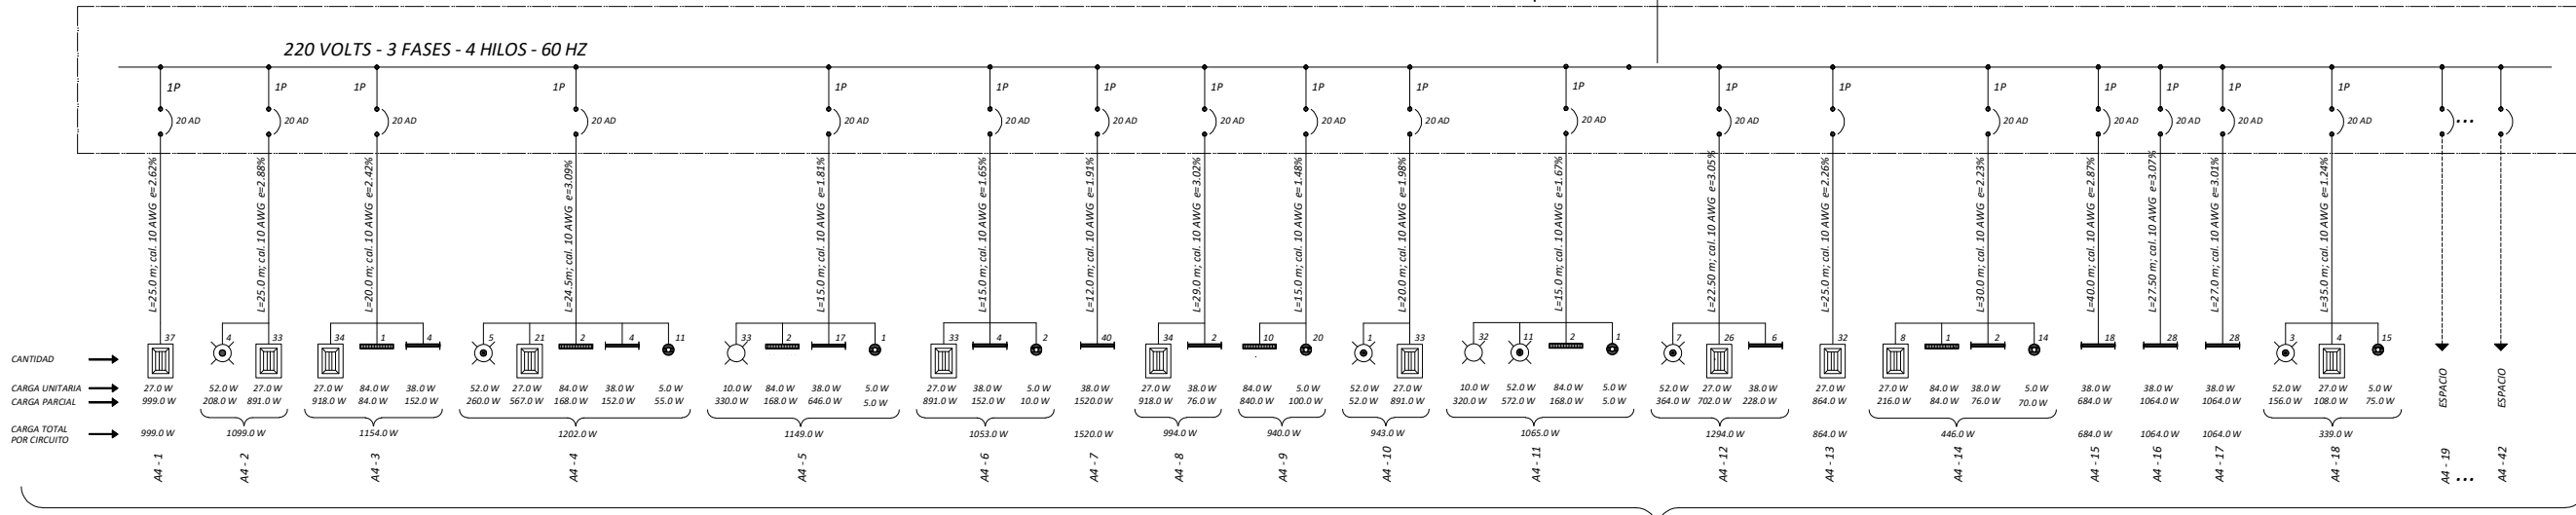 220 VOLTS - 3 FASES - 4 HILOS - 60 HZ
1P 1P 1P 1P 1P 1P 1P 1P 1P 1P 1P 1P 1P 1P 1P 1P 1P 1P
20 AD 20 AD 20 AD 20 AD 20 AD 20 AD 20 AD 20 AD 20 AD 20 AD 20 AD 20 AD 20 AD 20 AD 20 AD 20 AD 20 AD ...
L=25.0 m; cal. 10 AWG e=2.62%
L=25.0 m; cal. 10 AWG e=2.88%
L=20.0 m; cal. 10 AWG e=2.42%
L=24.5m; cal. 10 AWG e=3.09%
L=15.0 m; cal. 10 AWG e=1.81%
L=15.0 m; cal. 10 AWG e=1.65%
L=12.0 m; cal. 10 AWG e=1.91%
L=29.0 m; cal. 10 AWG e=3.02%
L=15.0 m; cal. 10 AWG e=1.48%
L=20.0 m; cal. 10 AWG e=1.98%
L=15.0 m; cal. 10 AWG e=1.67%
L=22.50 m; cal. 10 AWG e=3.05%
L=25.0 m; cal. 10 AWG e=2.26%
L=30.0 m; cal. 10 AWG e=2.23%
L=40.0 m; cal. 10 AWG e=2.87%
L=27.50 m; cal. 10 AWG e=3.07%
L=27.0 m; cal. 10 AWG e=3.01%
L=35.0 m; cal. 10 AWG e=1.24%
CANTIDAD 37 4 33 34 1 4 5 21 2 4 11 33 2 17 1 33 4 2 40 34 2 10 20 1 33 32 11 2 1 7 26 6 32 8 1 2 14 18 28 28 3 4 15
CARGA UNITARIA 27.0 W 52.0 W 27.0 W 27.0 W 84.0 W 38.0 W 52.0 W 27.0 W 84.0 W 38.0 W 5.0 W 10.0 W 84.0 W 38.0 W 5.0 W 27.0 W 38.0 W 5.0 W 38.0 W 27.0 W 38.0 W 84.0 W 5.0 W 52.0 W 27.0 W 10.0 W 52.0 W 84.0 W 5.0 W 52.0 W 27.0 W 38.0 W 27.0 W 27.0 W 84.0 W 38.0 W 5.0 W 38.0 W 38.0 W 38.0 W 52.0 W 27.0 W 5.0 W
CARGA PARCIAL 999.0 W 208.0 W 891.0 W 918.0 W 84.0 W 152.0 W 260.0 W 567.0 W 168.0 W 152.0 W 55.0 W 330.0 W 168.0 W 646.0 W 5.0 W 891.0 W 152.0 W 10.0 W 1520.0 W 918.0 W 76.0 W 840.0 W 100.0 W 52.0 W 891.0 W 320.0 W 572.0 W 168.0 W 5.0 W 364.0 W 702.0 W 228.0 W 864.0 W 216.0 W 84.0 W 76.0 W 70.0 W 684.0 W 1064.0 W 1064.0 W 156.0 W 108.0 W 75.0 W
ESPACIO
ESPACIO
CARGA TOTAL
POR CIRCUITO 999.0 W 1099.0 W 1154.0 W 1202.0 W 1149.0 W 1053.0 W 1520.0 W 994.0 W 940.0 W 943.0 W 1065.0 W 1294.0 W 864.0 W 446.0 W 684.0 W 1064.0 W 1064.0 W 339.0 W
A4 - 1
A4 - 2
A4 - 3
A4 - 4
A4 - 5
A4 - 6
A4 - 7
A4 - 8
A4 - 9
A4 - 10
A4 - 11
A4 - 12
A4 - 13
A4 - 14
A4 - 15
A4 - 16
A4 - 17
A4 - 18
A4 - 19
...
A4 - 42